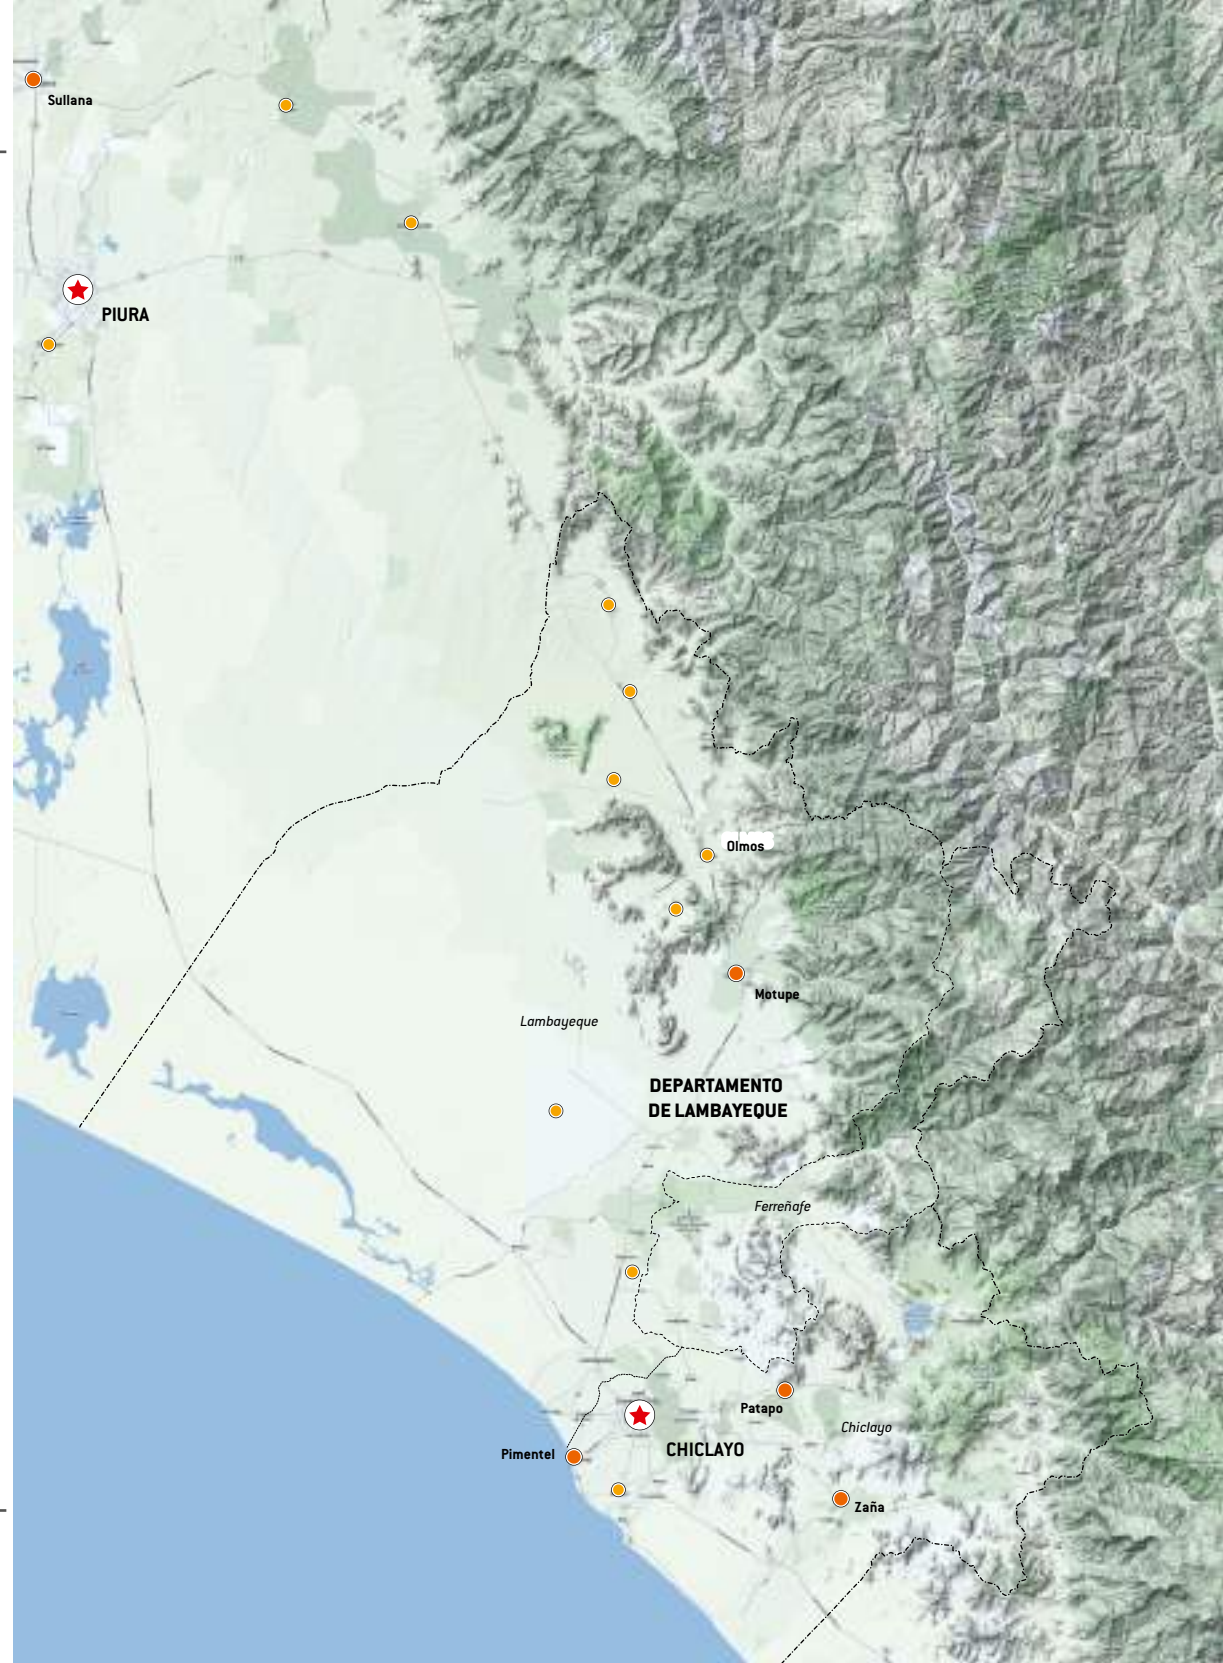 Sullana
PIURA
Olmos
Motupe
Lambayeque
DEPARTAMENTO
DE LAMBAYEQUE
Ferreñafe
Patapo
Chiclayo
CHICLAYO
Pimentel
Zaña